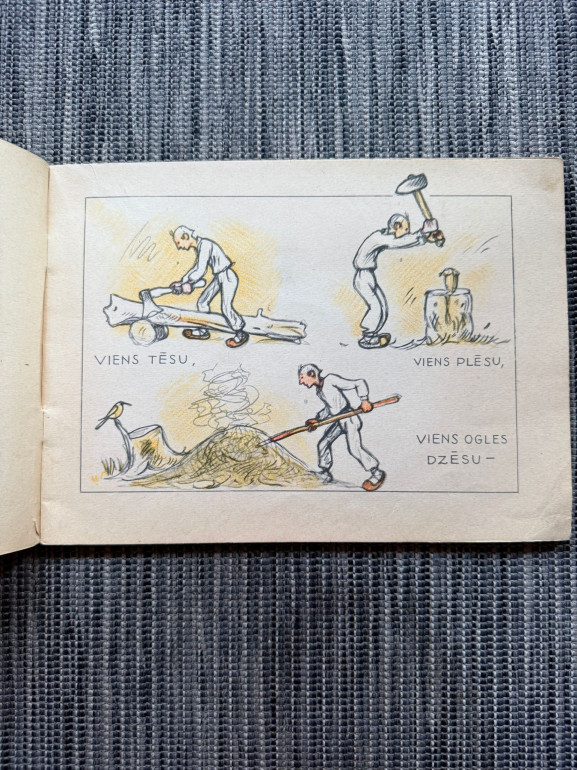 VIENS TĒSU,
VIENS PLĒSU,
VIENS OGLES
DZĒSU –